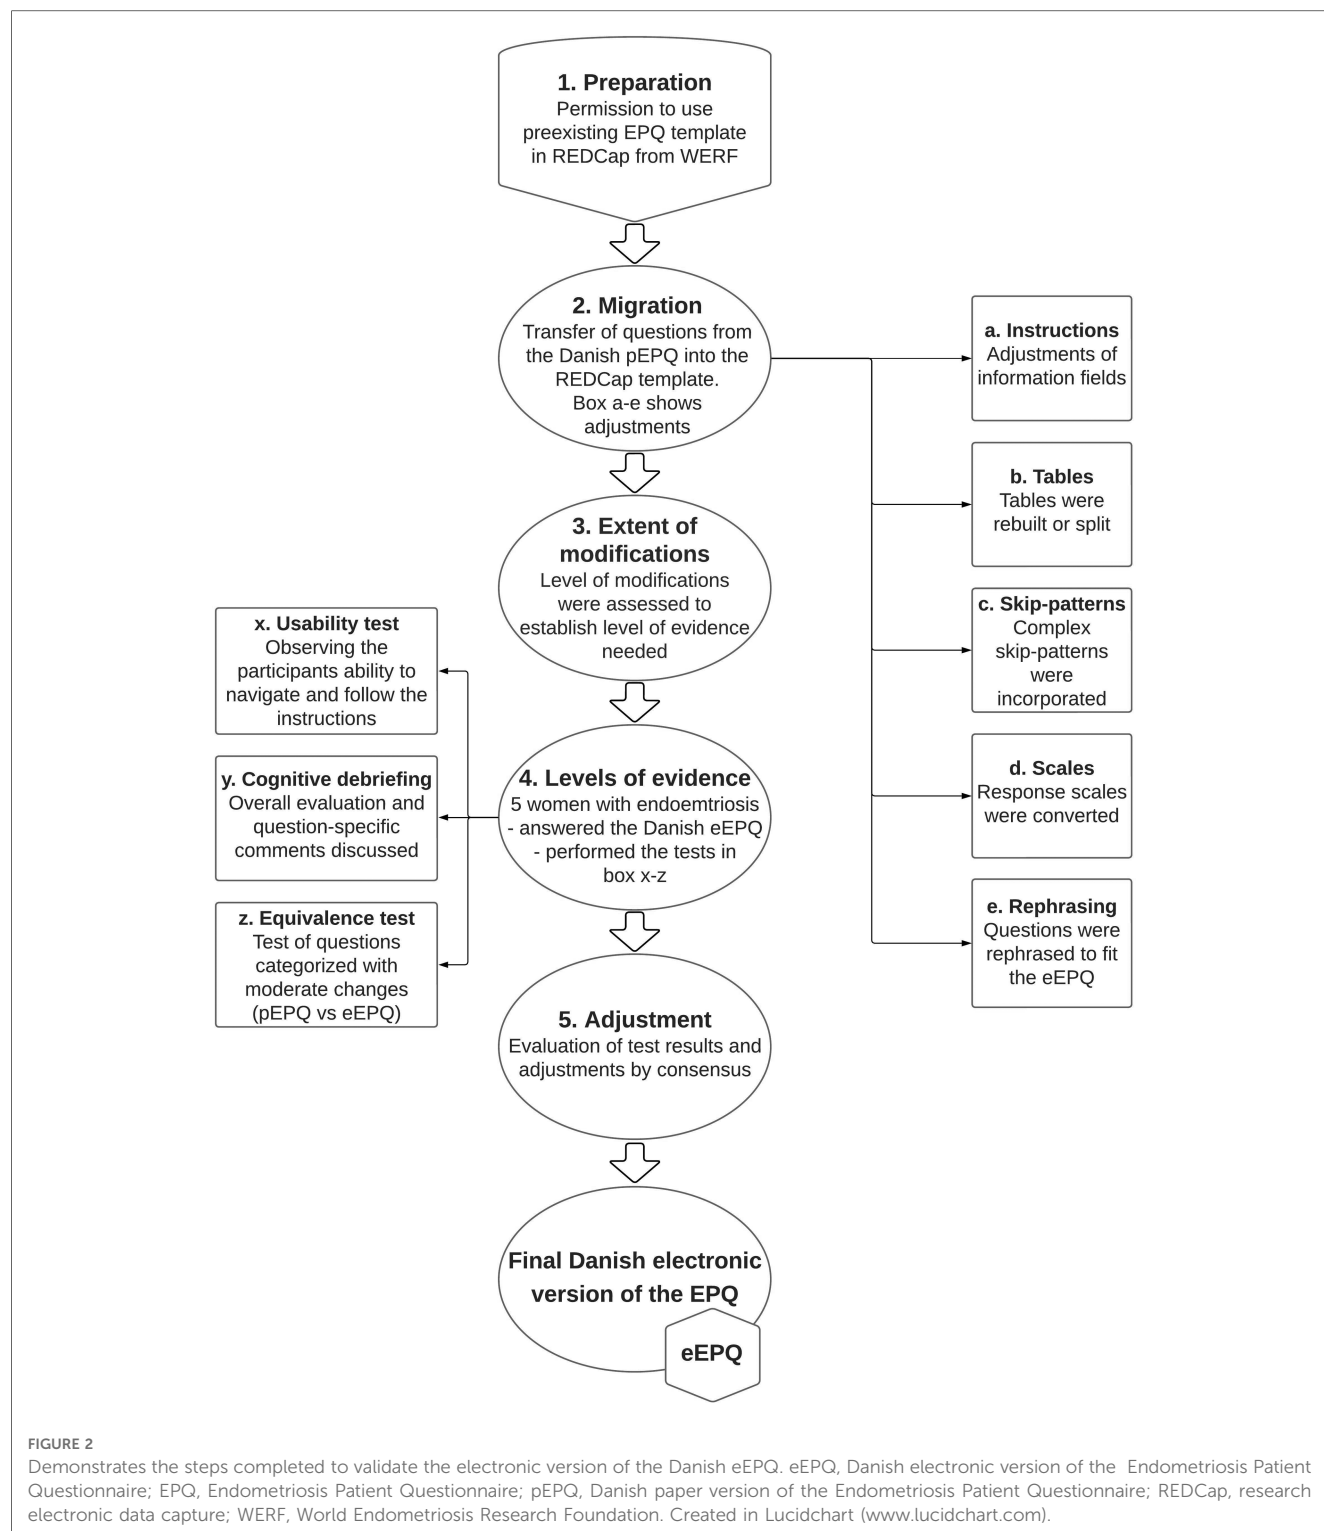 1. Preparation
Permission to use
preexisting EPQ template
in REDCap from WERF
2. Migration
Transfer of questions from
the Danish pEPQ into the
REDCap template.
Box a-e shows
adjustments
a. Instructions
Adjustments of
information fields
b. Tables
Tables were
rebuilt or split
c. Skip-patterns
Complex
skip-patterns
were
incorporated
d. Scales
Response scales
were converted
e. Rephrasing
Questions were
rephrased to fit
the eEPQ
3. Extent of
modifications
Level of modifications
were assessed to
establish level of evidence
needed
4. Levels of evidence
5 women with endoemtriosis
- answered the Danish eEPQ
- performed the tests in
box x-z
x. Usability test
Observing the
participants ability to
navigate and follow the
instructions
y. Cognitive debriefing
Overall evaluation and
question-specific
comments discussed
z. Equivalence test
Test of questions
categorized with
moderate changes
(pEPQ vs eEPQ)
5. Adjustment
Evaluation of test results and
adjustments by consensus
Final Danish electronic
version of the EPQ
eEPQ
FIGURE 2
Demonstrates the steps completed to validate the electronic version of the Danish eEPQ. eEPQ, Danish electronic version of the Endometriosis Patient
Questionnaire; EPQ, Endometriosis Patient Questionnaire; pEPQ, Danish paper version of the Endometriosis Patient Questionnaire; REDCap, research
electronic data capture; WERF, World Endometriosis Research Foundation. Created in Lucidchart (www.lucidchart.com).